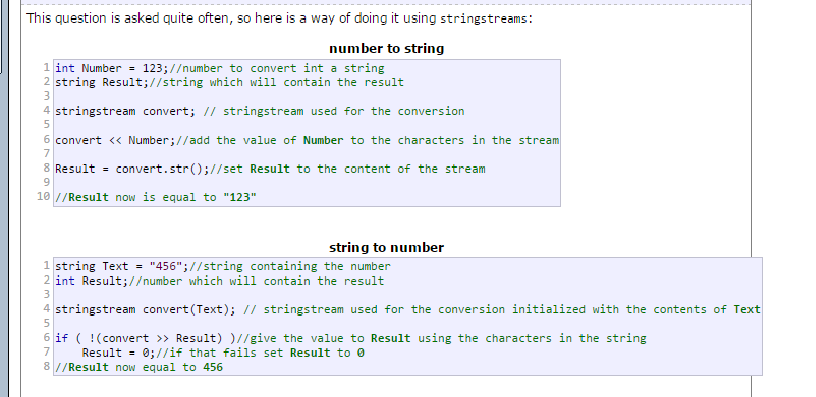 This question is asked quite often, so here is a way of doing it using stringstreams:
number to string
1 int Number = 123;//number to convert int a string
2 string Result;//string which will contain the result
3
4 stringstream convert; // stringstream used for the conversion
5
6 convert << Number;//add the value of Number to the characters in the stream
7
8 Result = convert.str();//set Result to the content of the stream
9
10 //Result now is equal to "123"
string to number
1 string Text = "456";//string containing the number
2 int Result;//number which will contain the result
3
4 stringstream convert(Text); // stringstream used for the conversion initialized with the contents of Text
5
6 if ( !(convert >> Result) )//give the value to Result using the characters in the string
7     Result = 0;//if that fails set Result to 0
8 //Result now equal to 456